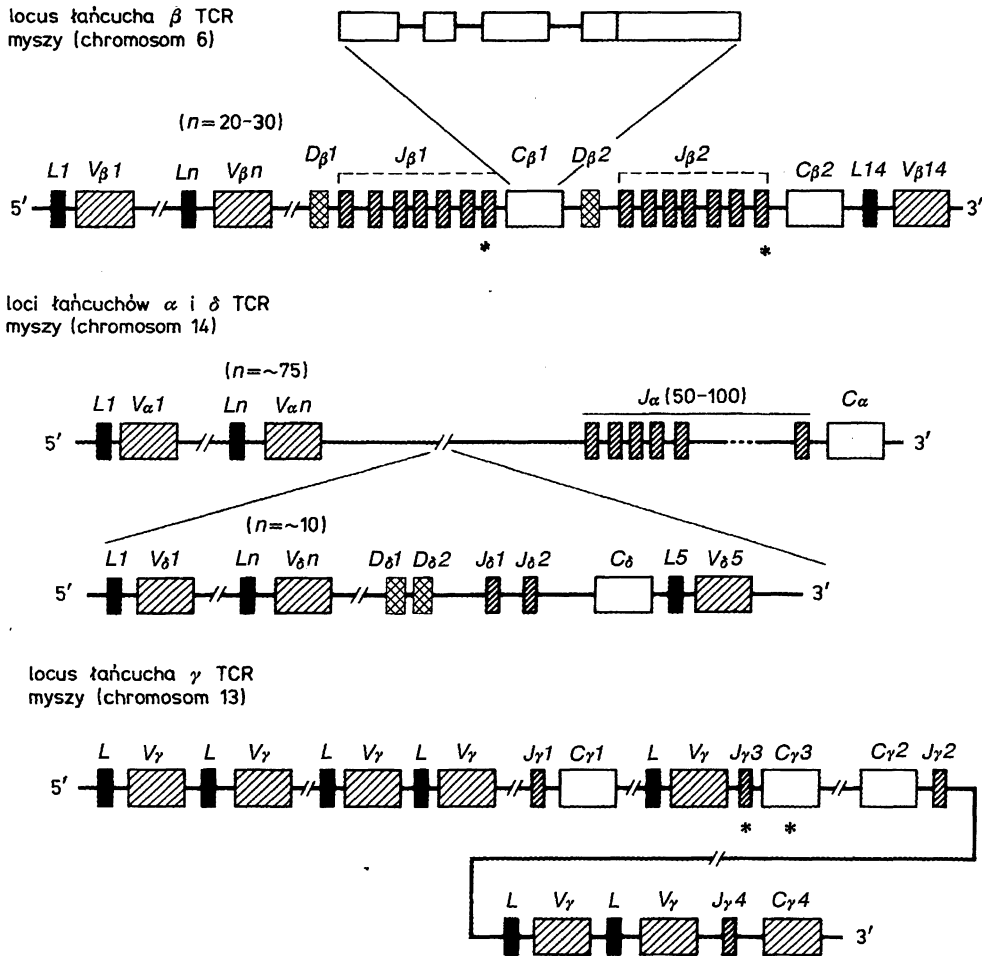 locus łańcucha β TCR
myszy (chromosom 6)
(n=20-30)
L1 Vβ1 Ln Vβn Dβ1 Jβ1 Cβ1 Dβ2 Jβ2 Cβ2 L14 Vβ14
5′ 3′
* *
loci łańcuchów α i δ TCR
myszy (chromosom 14)
(n=~75)
L1 Vα1 Ln Vαn Jα (50-100) Cα
5′ 3′
(n=~10)
L1 Vδ1 Ln Vδn Dδ1 Dδ2 Jδ1 Jδ2 Cδ L5 Vδ5
5′ 3′
locus łańcucha γ TCR
myszy (chromosom 13)
L Vγ L Vγ L Vγ L Vγ Jγ1 Cγ1 L Vγ Jγ3 Cγ3 Cγ2 Jγ2
5′
* *
L Vγ L Vγ Jγ4 Cγ4
3′